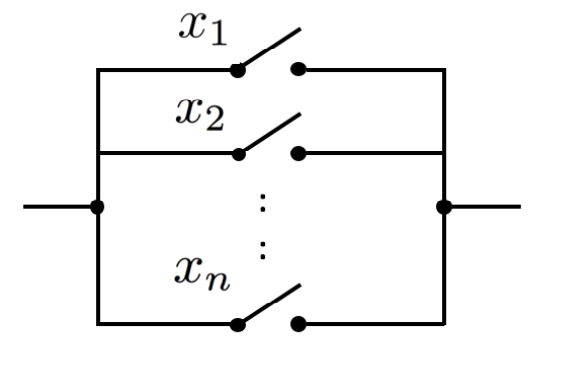 x₁
x₂
⋮
⋮
xₙ